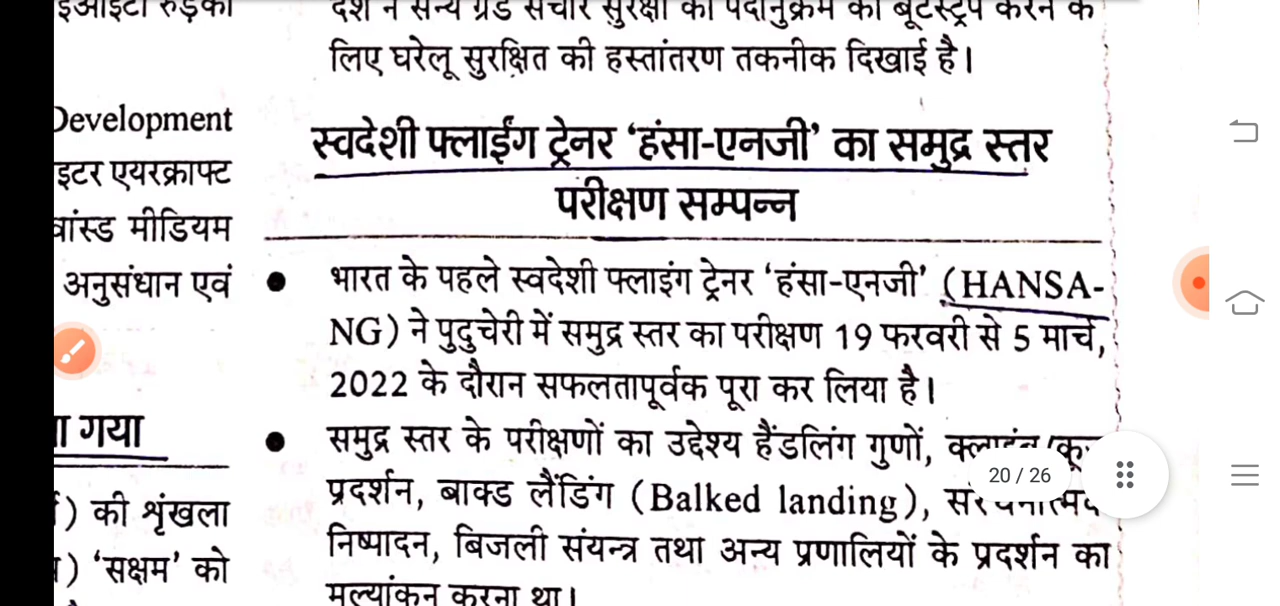 इआइटी रुड़की
Development
इटर एयरक्राफ्ट
वांस्ड मीडियम
अनुसंधान एवं
ा गया
) की शृंखला
) ‘सक्षम’ को
देश ने सैन्य ग्रेड संचार सुरक्षा की पदानुक्रम को बूटस्ट्रैप करने के
लिए घरेलू सुरक्षित की हस्तांतरण तकनीक दिखाई है।
स्वदेशी फ्लाईंग ट्रेनर ‘हंसा-एनजी’ का समुद्र स्तर
परीक्षण सम्पन्न
● भारत के पहले स्वदेशी फ्लाइंग ट्रेनर ‘हंसा-एनजी’ (HANSA-
NG) ने पुदुचेरी में समुद्र स्तर का परीक्षण 19 फरवरी से 5 मार्च,
2022 के दौरान सफलतापूर्वक पूरा कर लिया है।
● समुद्र स्तर के परीक्षणों का उद्देश्य हैंडलिंग गुणों,
प्रदर्शन, बाक्ड लैंडिंग (Balked landing),
निष्पादन, बिजली संयन्त्र तथा अन्य प्रणालियों के प्रदर्शन का
मूल्यांकन करना था।
20 / 26